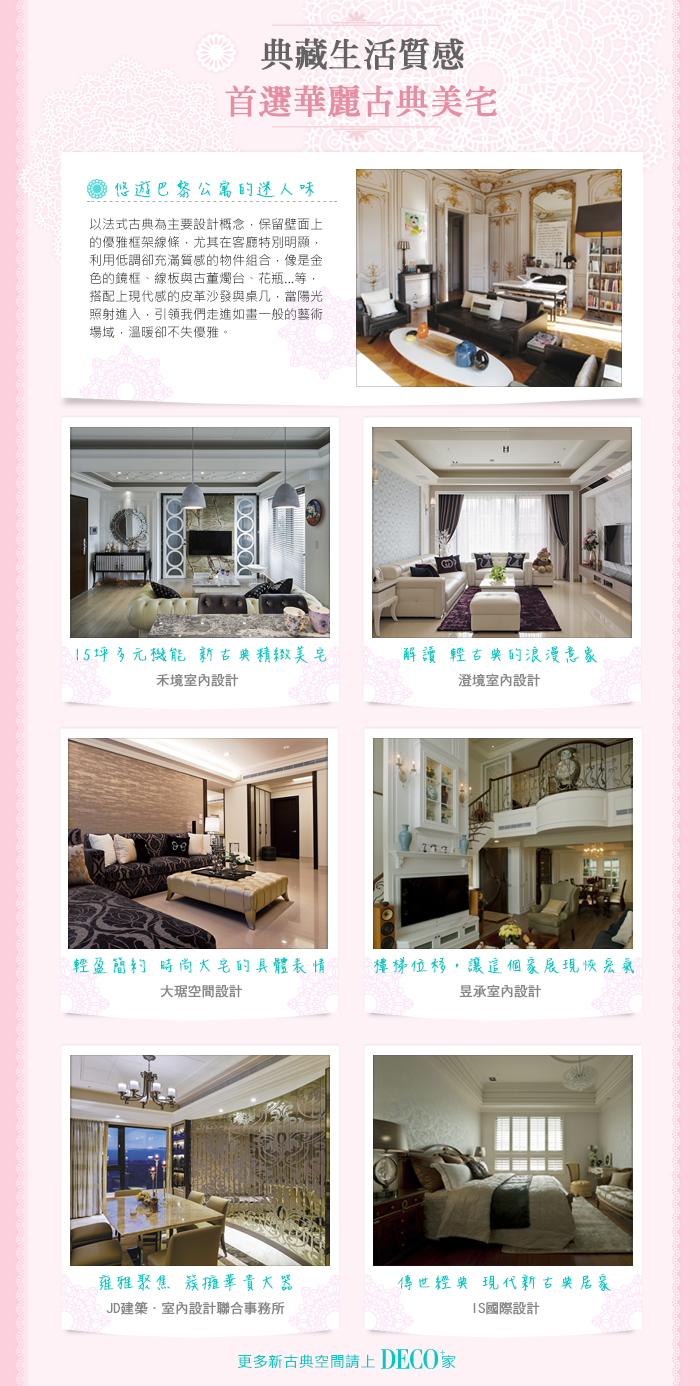 典藏生活質感
首選華麗古典美宅
悠遊巴黎公寓的迷人味
以法式古典為主要設計概念，保留壁面上
的優雅框架線條，尤其在客廳特別明顯，
利用低調卻充滿質感的物件組合，像是金
色的鏡框、線板與古董燭台、花瓶...等，
搭配上現代感的皮革沙發與桌几，當陽光
照射進入，引領我們走進如畫一般的藝術
場域，溫暖卻不失優雅。
15坪多元機能 新古典精緻美宅
禾境室內設計
解讀 輕古典的浪漫意象
澄境室內設計
輕盈簡約 時尚大宅的具體表情
大琚空間設計
樓梯位移，讓這個家展現恢宏氣
昱承室內設計
雍雅聚焦 簇擁華貴大器
JD建築．室內設計聯合事務所
傳世經典 現代新古典居家
IS國際設計
更多新古典空間請上 DECO+家